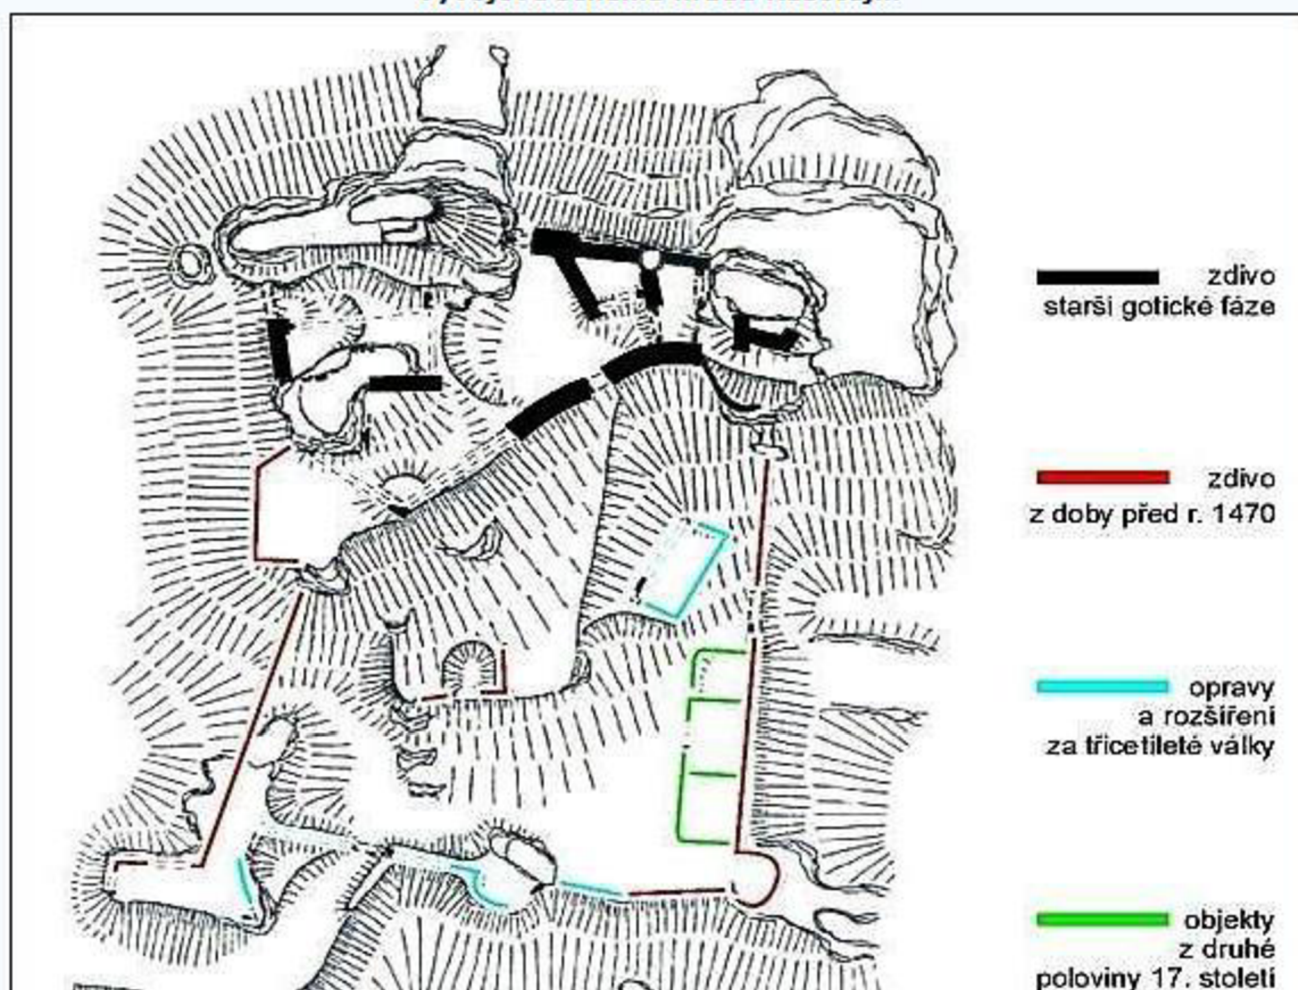 zdivo
starší gotické fáze
zdivo
z doby před r. 1470
opravy
a rozšíření
za třicetileté války
objekty
z druhé
poloviny 17. století